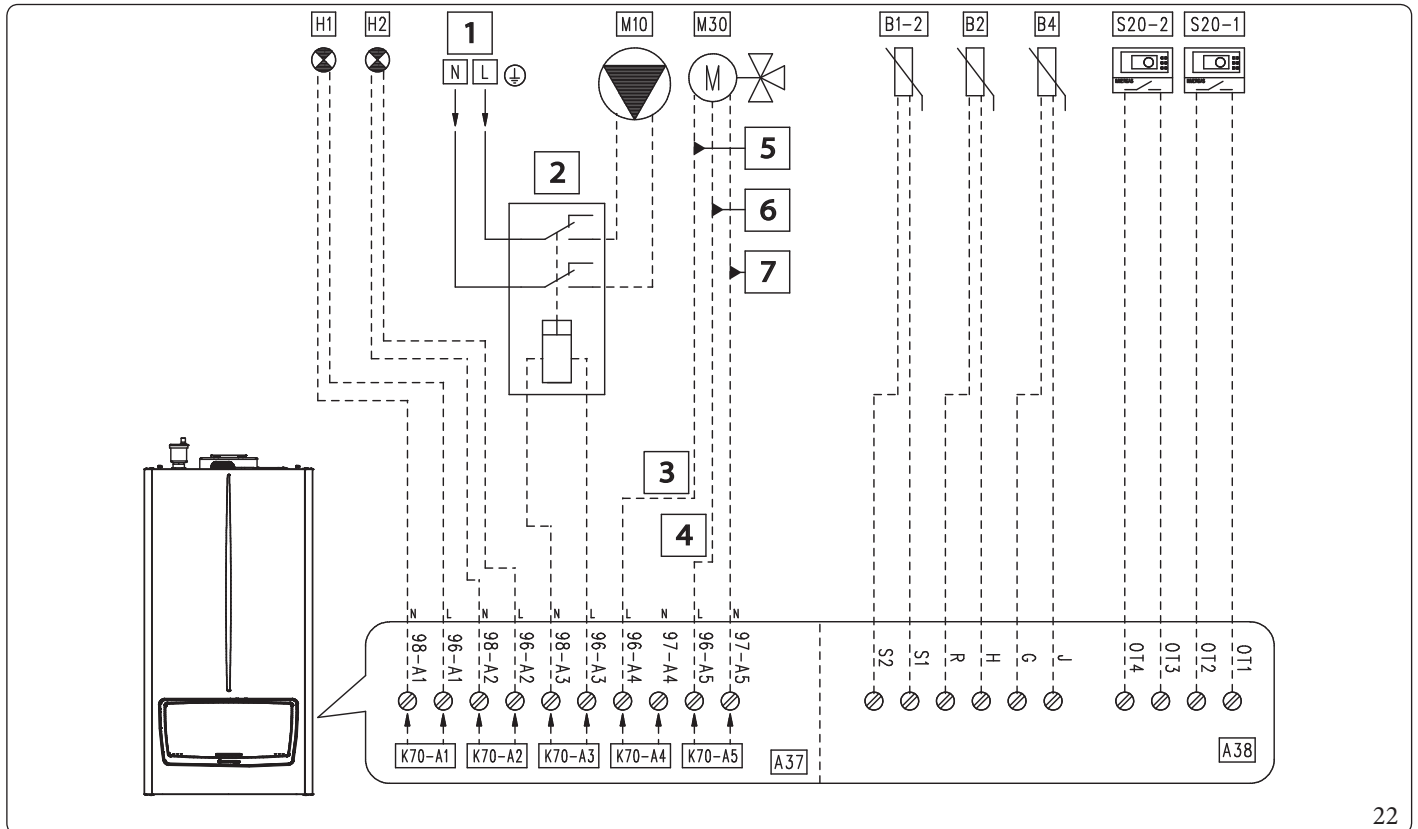 H1 H2 1 M10 M30 B1-2 B2 B4 S20-2 S20-1
N L
M
5
2
6
7
3
4
N L N L N L L N L N
98-A1 96-A1 98-A2 96-A2 98-A3 96-A3 96-A4 97-A4 96-A5 97-A5 S2 S1 R H G J OT4 OT3 OT2 OT1
K70-A1 K70-A2 K70-A3 K70-A4 K70-A5 A37 A38
22